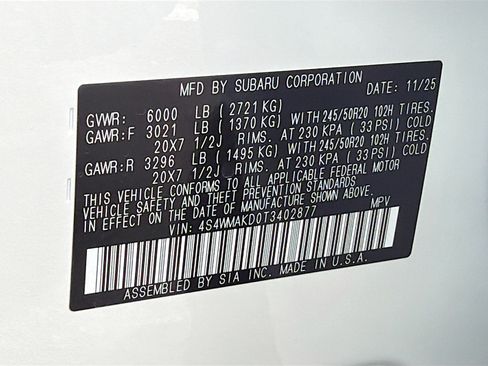 MFD BY SUBARU CORPORATION DATE: 11/25
GVWR: 6000 LB (2721 KG)
GAWR:F 3021 LB (1370 KG) WITH 245/50R20 102H TIRES.
20X7 1/2J RIMS. AT 230 KPA (33 PSI) COLD
GAWR:R 3296 LB (1495 KG) WITH 245/50R20 102H TIRES.
20X7 1/2J RIMS. AT 230 KPA (33 PSI) COLD
THIS VEHICLE CONFORMS TO ALL APPLICABLE FEDERAL MOTOR
VEHICLE SAFETY AND THEFT PREVENTION STANDARDS IN EFFECT
ON THE DATE OF MANUFACTURE SHOWN ABOVE.
VIN: 4S4WMAKD0T3402877 MPV
ASSEMBLED BY SIA INC. MADE IN U.S.A.